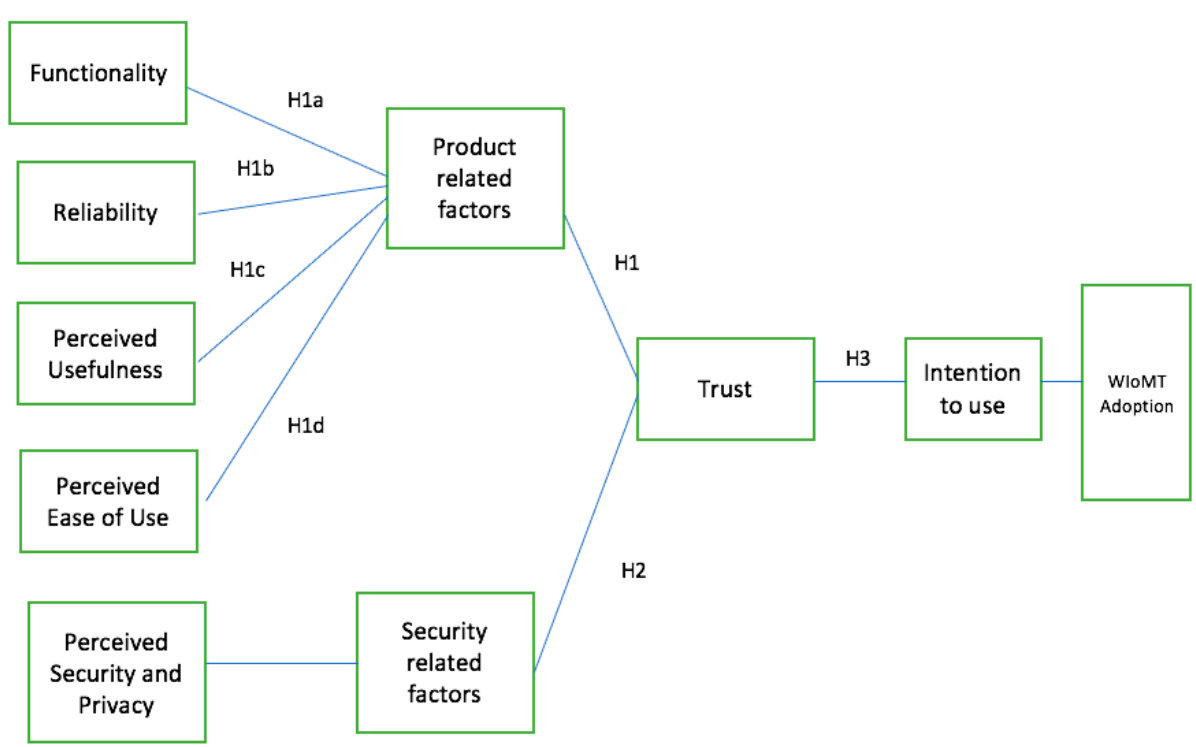 Functionality
H1a
Product
related
factors
H1b
Reliability
H1c
H1
Perceived
Usefulness
Trust
H3
Intention
to use
WIoMT
Adoption
H1d
Perceived
Ease of Use
H2
Security
related
factors
Perceived
Security and
Privacy